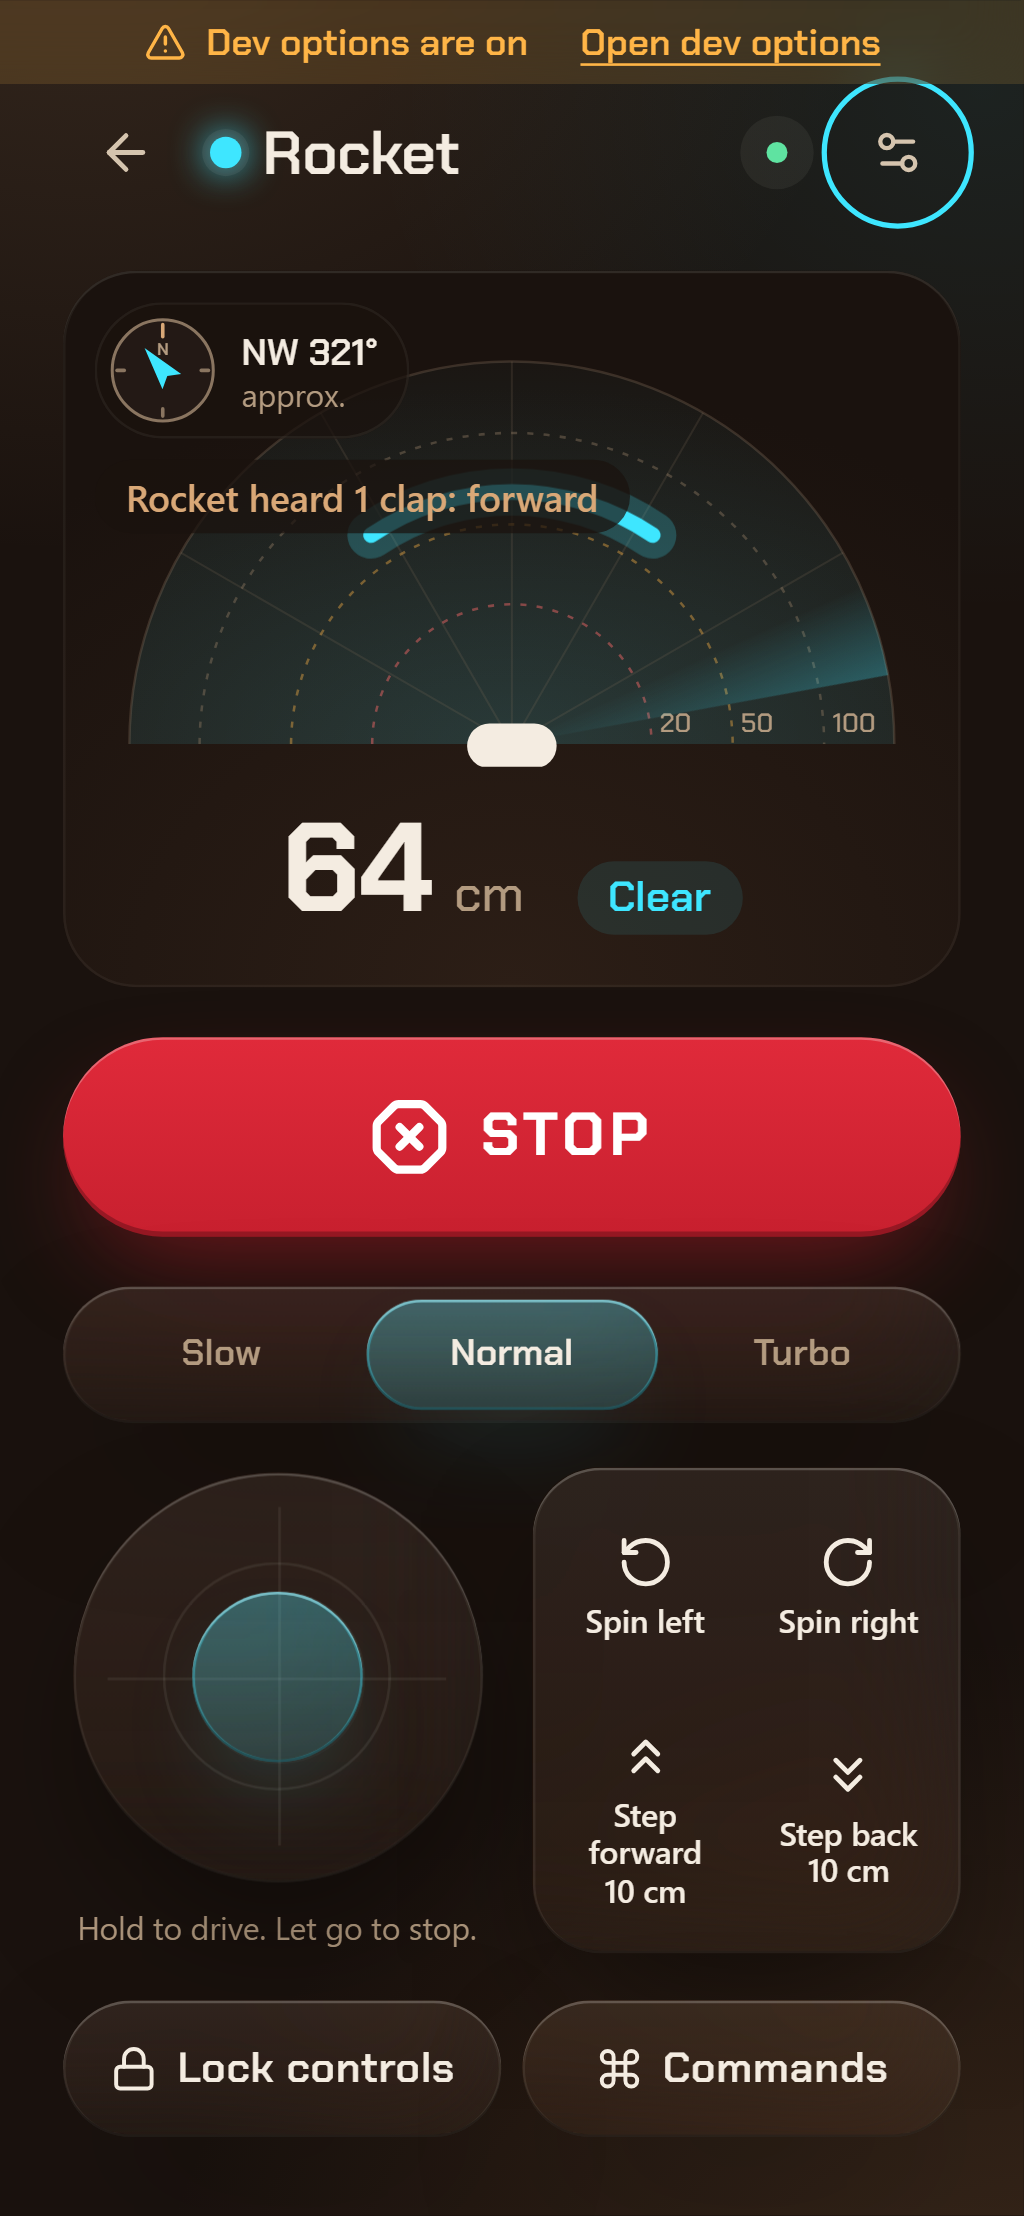 Dev options are on Open dev options
Rocket
N
NW 321°
approx.
Rocket heard 1 clap: forward
20 50 100
64 cm Clear
STOP
Slow Normal Turbo
Spin left Spin right
Step forward 10 cm
Step back 10 cm
Hold to drive. Let go to stop.
Lock controls Commands